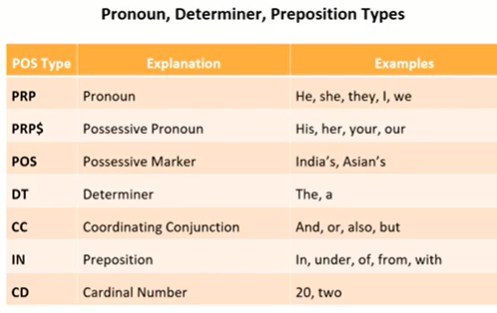 Pronoun, Determiner, Preposition Types
POS Type Explanation Examples
PRP Pronoun He, she, they, I, we
PRP$ Possessive Pronoun His, her, your, our
POS Possessive Marker India's, Asian's
DT Determiner The, a
CC Coordinating Conjunction And, or, also, but
IN Preposition In, under, of, from, with
CD Cardinal Number 20, two